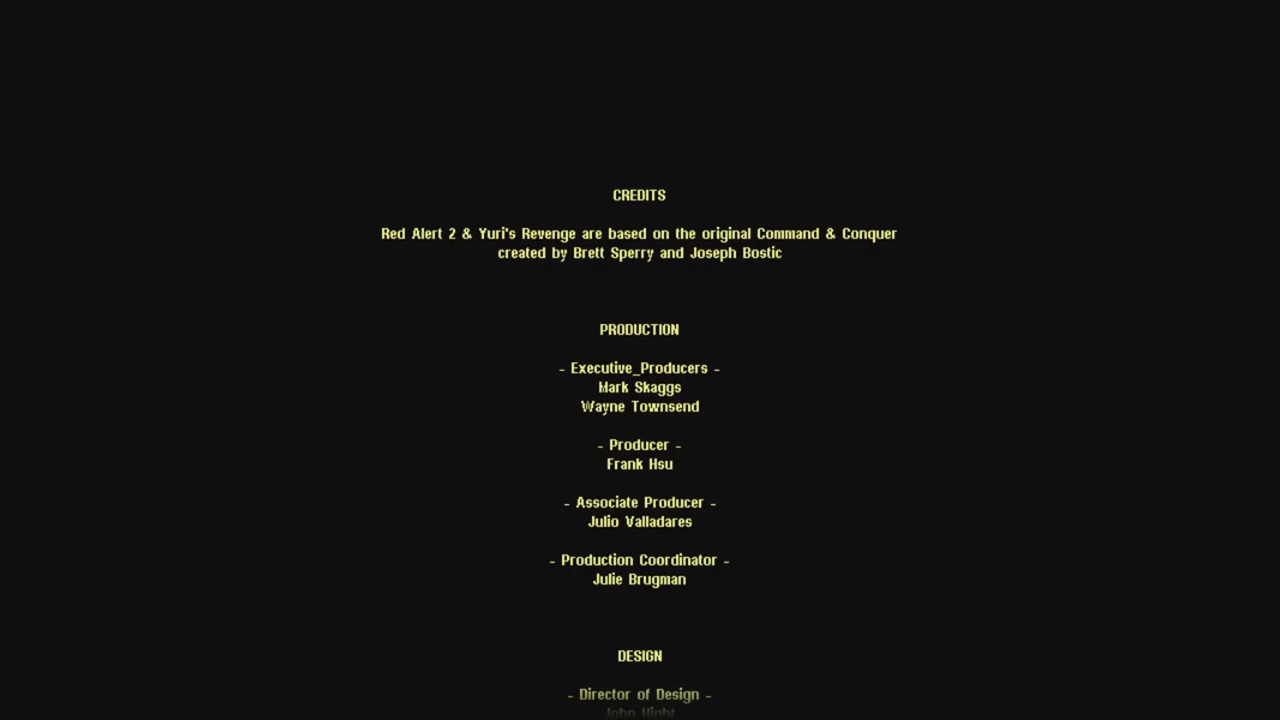 CREDITS
Red Alert 2 & Yuri's Revenge are based on the original Command & Conquer
created by Brett Sperry and Joseph Bostic
PRODUCTION
- Executive_Producers -
Mark Skaggs
Wayne Townsend
- Producer -
Frank Hsu
- Associate Producer -
Julio Valladares
- Production Coordinator -
Julie Brugman
DESIGN
- Director of Design -
John Hight